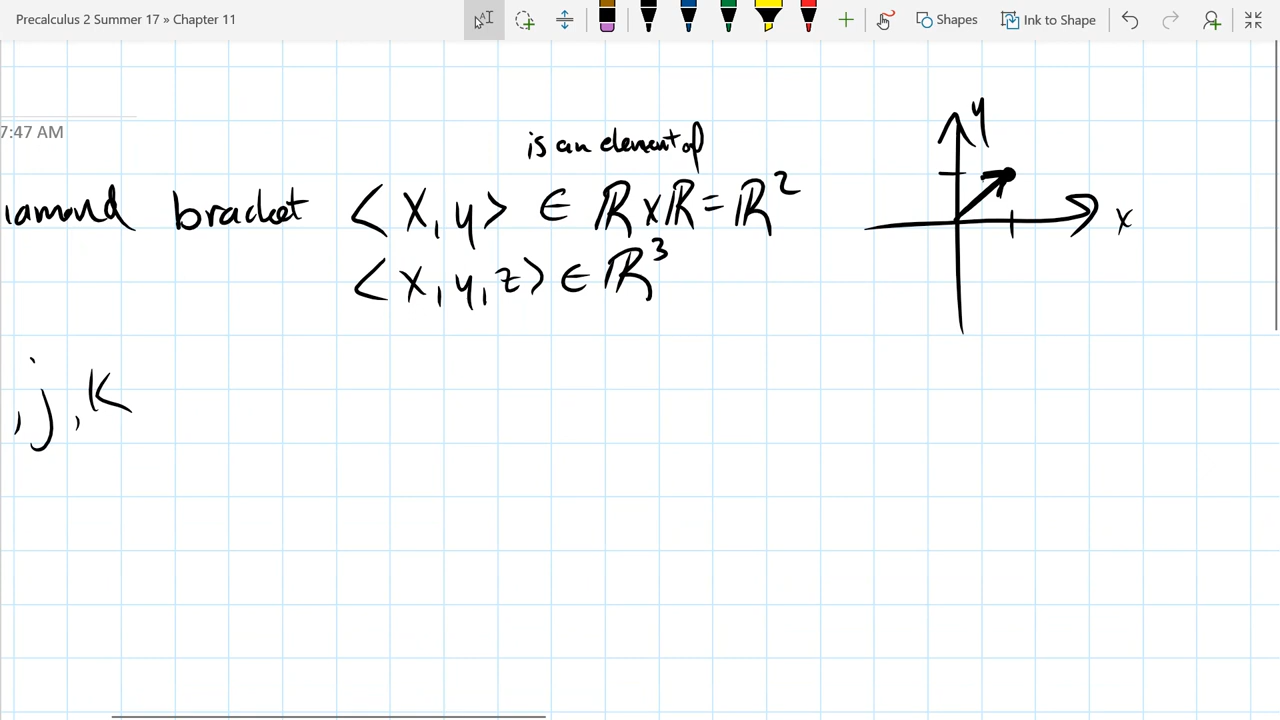 Precalculus 2 Summer 17 » Chapter 11
Shapes
Ink to Shape
7:47 AM
is an element of
iamond bracket <x, y> ∈ ℝ x ℝ = ℝ²
<x, y, z> ∈ ℝ³
, j, k
y
x